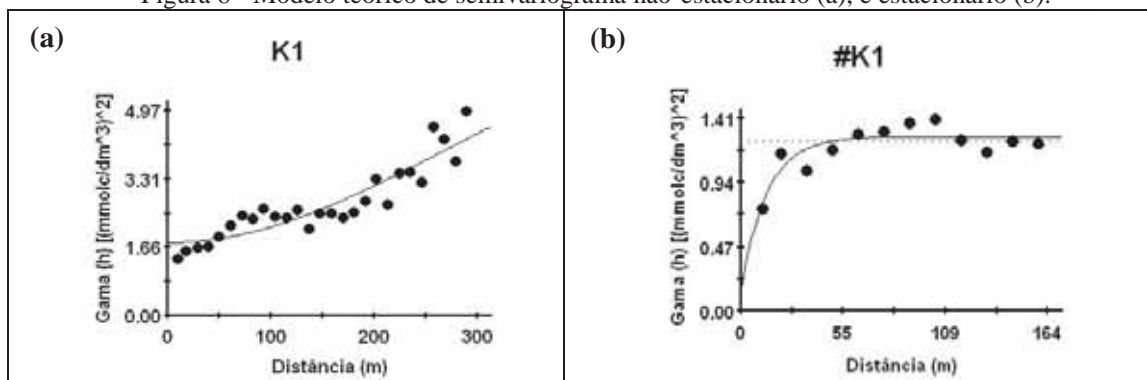 Figura 8 - Modelo teórico de semivariograma não-estacionário (a), e estacionário (b).
(a)
K1
4.97
3.31
1.66
0.00
Gama (h) [(mmolc/dm^3)^2]
0
100
200
300
Distância (m)
(b)
#K1
1.41
0.94
0.47
0.00
Gama (h) [(mmolc/dm^3)^2]
0
55
109
164
Distância (m)